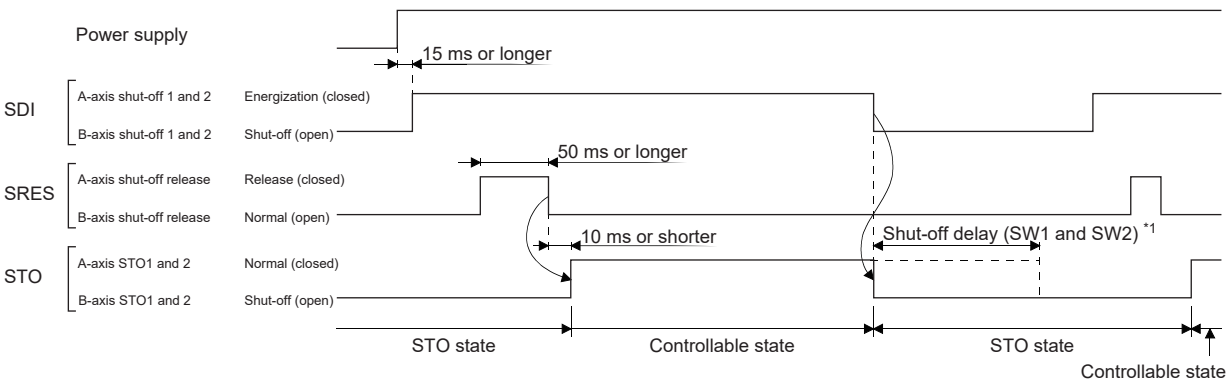 Power supply
15 ms or longer
SDI
A-axis shut-off 1 and 2 Energization (closed)
B-axis shut-off 1 and 2 Shut-off (open)
50 ms or longer
SRES
A-axis shut-off release Release (closed)
B-axis shut-off release Normal (open)
10 ms or shorter
Shut-off delay (SW1 and SW2) *1
STO
A-axis STO1 and 2 Normal (closed)
B-axis STO1 and 2 Shut-off (open)
STO state
Controllable state
STO state
Controllable state